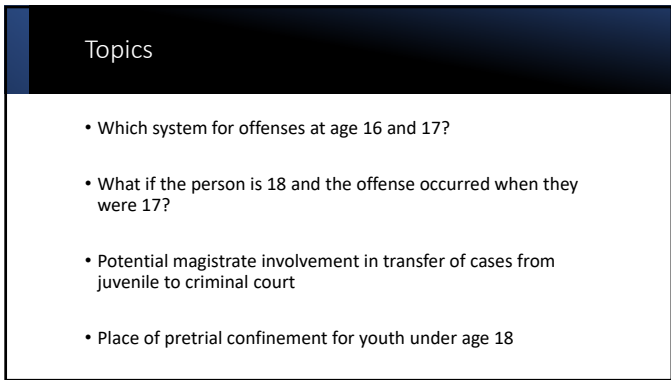 Topics
• Which system for offenses at age 16 and 17?
• What if the person is 18 and the offense occurred when they
were 17?
• Potential magistrate involvement in transfer of cases from
juvenile to criminal court
• Place of pretrial confinement for youth under age 18